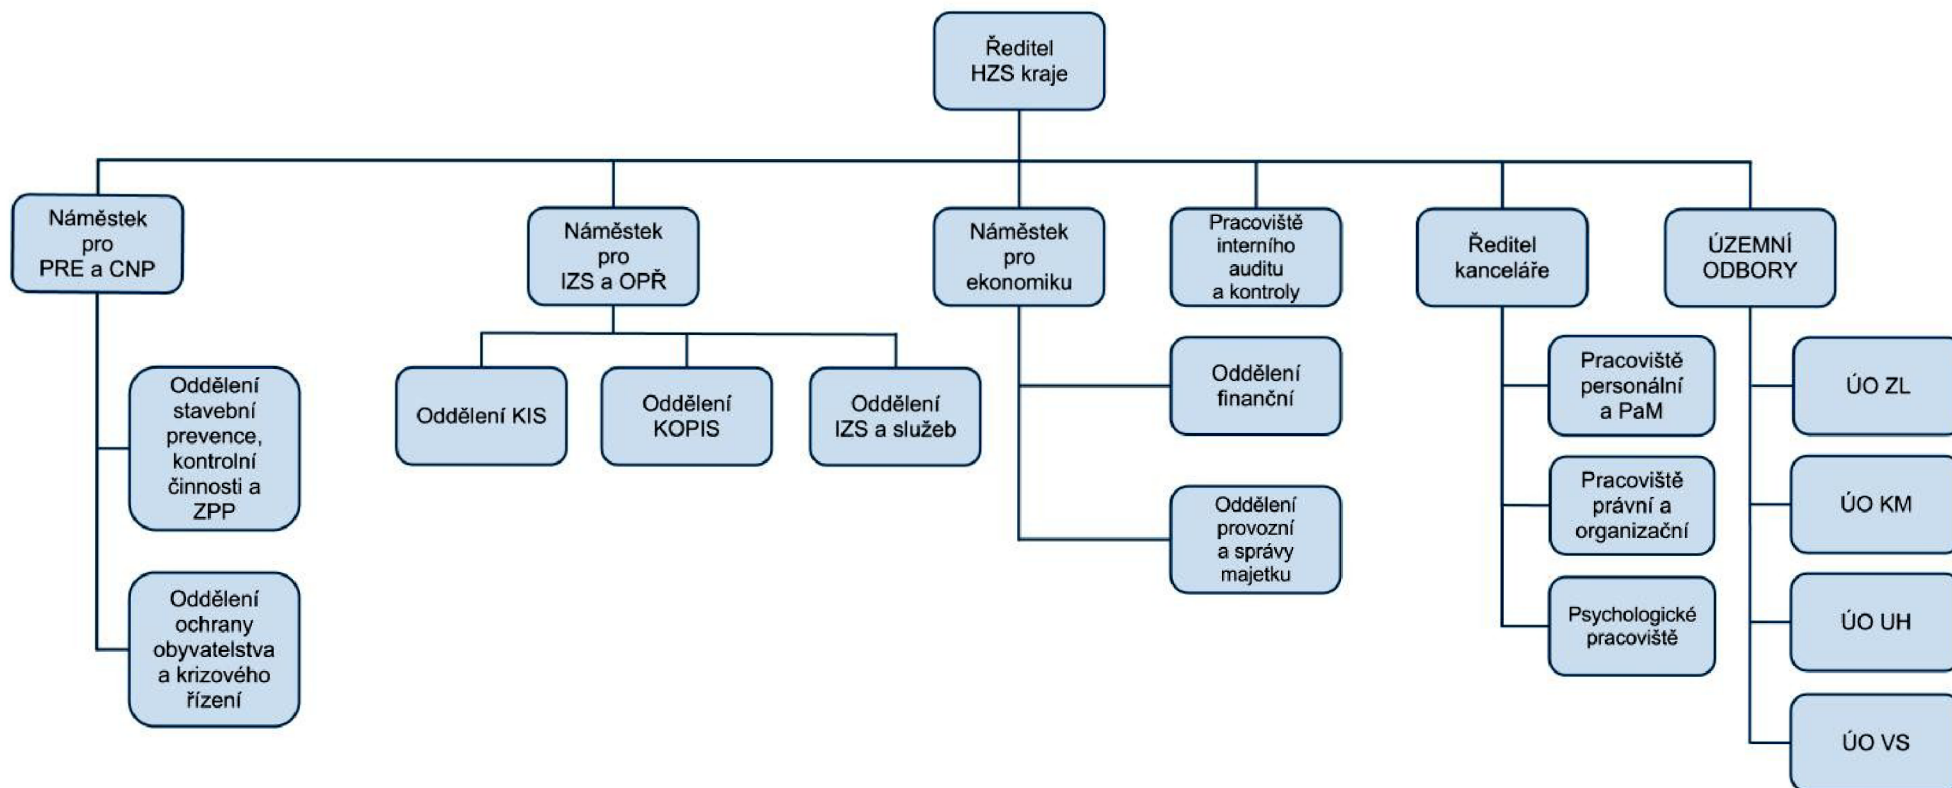 Ředitel
HZS kraje
Náměstek
pro
PRE a CNP
Náměstek
pro
IZS a OPŘ
Náměstek
pro
ekonomiku
Pracoviště
interního
auditu
a kontroly
Ředitel
kanceláře
ÚZEMNÍ
ODBORY
Oddělení
stavební
prevence,
kontrolní
činnosti a
ZPP
Oddělení
ochrany
obyvatelstva
a krizového
řízení
Oddělení KIS
Oddělení
KOPIS
Oddělení
IZS a služeb
Oddělení
finanční
Oddělení
provozní
a správy
majetku
Pracoviště
personální
a PaM
Pracoviště
právní a
organizační
Psychologické
pracoviště
ÚO ZL
ÚO KM
ÚO UH
ÚO VS